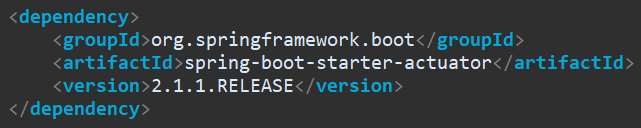 <dependency>
    <groupId>org.springframework.boot</groupId>
    <artifactId>spring-boot-starter-actuator</artifactId>
    <version>2.1.1.RELEASE</version>
</dependency>